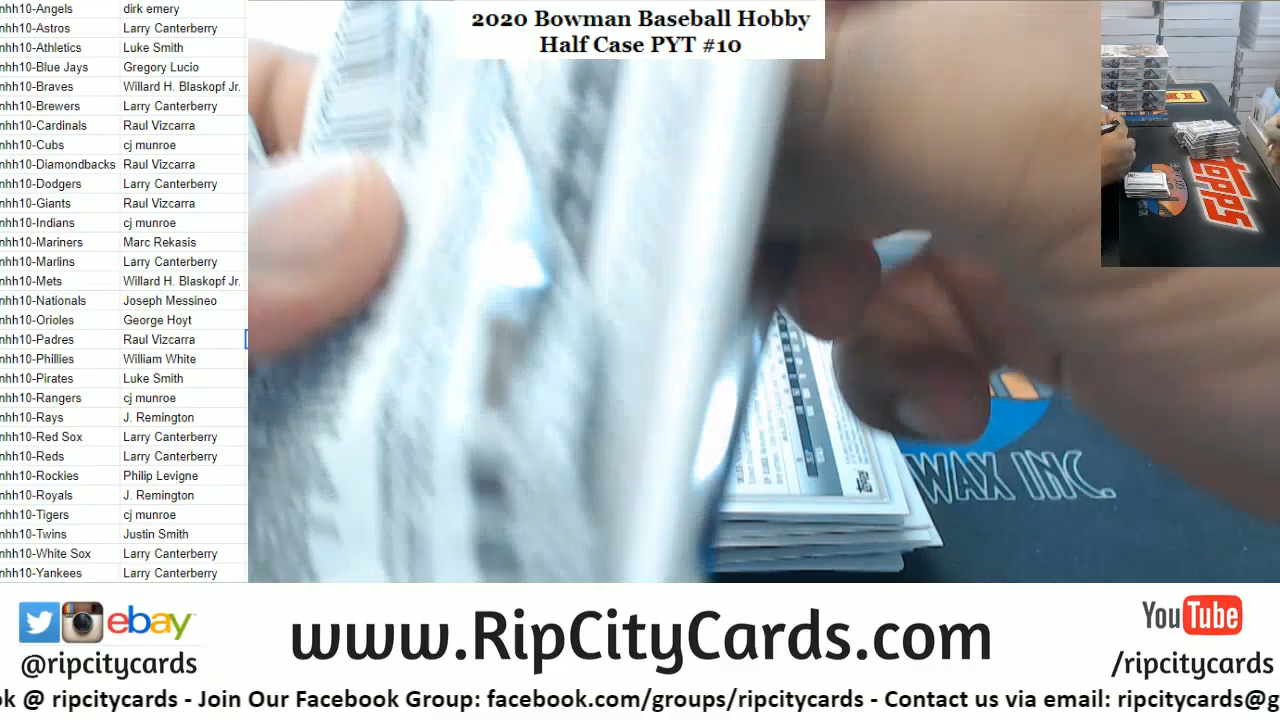 2020 Bowman Baseball Hobby
Half Case PYT #10
nhh10-Angels dirk emery
nhh10-Astros Larry Canterberry
nhh10-Athletics Luke Smith
nhh10-Blue Jays Gregory Lucio
nhh10-Braves Willard H. Blaskopf Jr.
nhh10-Brewers Larry Canterberry
nhh10-Cardinals Raul Vizcarra
nhh10-Cubs cj munroe
nhh10-Diamondbacks Raul Vizcarra
nhh10-Dodgers Larry Canterberry
nhh10-Giants Raul Vizcarra
nhh10-Indians cj munroe
nhh10-Mariners Marc Rekasis
nhh10-Marlins Larry Canterberry
nhh10-Mets Willard H. Blaskopf Jr.
nhh10-Nationals Joseph Messineo
nhh10-Orioles George Hoyt
nhh10-Padres Raul Vizcarra
nhh10-Phillies William White
nhh10-Pirates Luke Smith
nhh10-Rangers cj munroe
nhh10-Rays J. Remington
nhh10-Red Sox Larry Canterberry
nhh10-Reds Larry Canterberry
nhh10-Rockies Philip Levigne
nhh10-Royals J. Remington
nhh10-Tigers cj munroe
nhh10-Twins Justin Smith
nhh10-White Sox Larry Canterberry
nhh10-Yankees Larry Canterberry
Topps
WAX INC.
topps
ebay
@ripcitycards
www.RipCityCards.com
YouTube
/ripcitycards
ok @ ripcitycards - Join Our Facebook Group: facebook.com/groups/ripcitycards - Contact us via email: ripcitycards@g